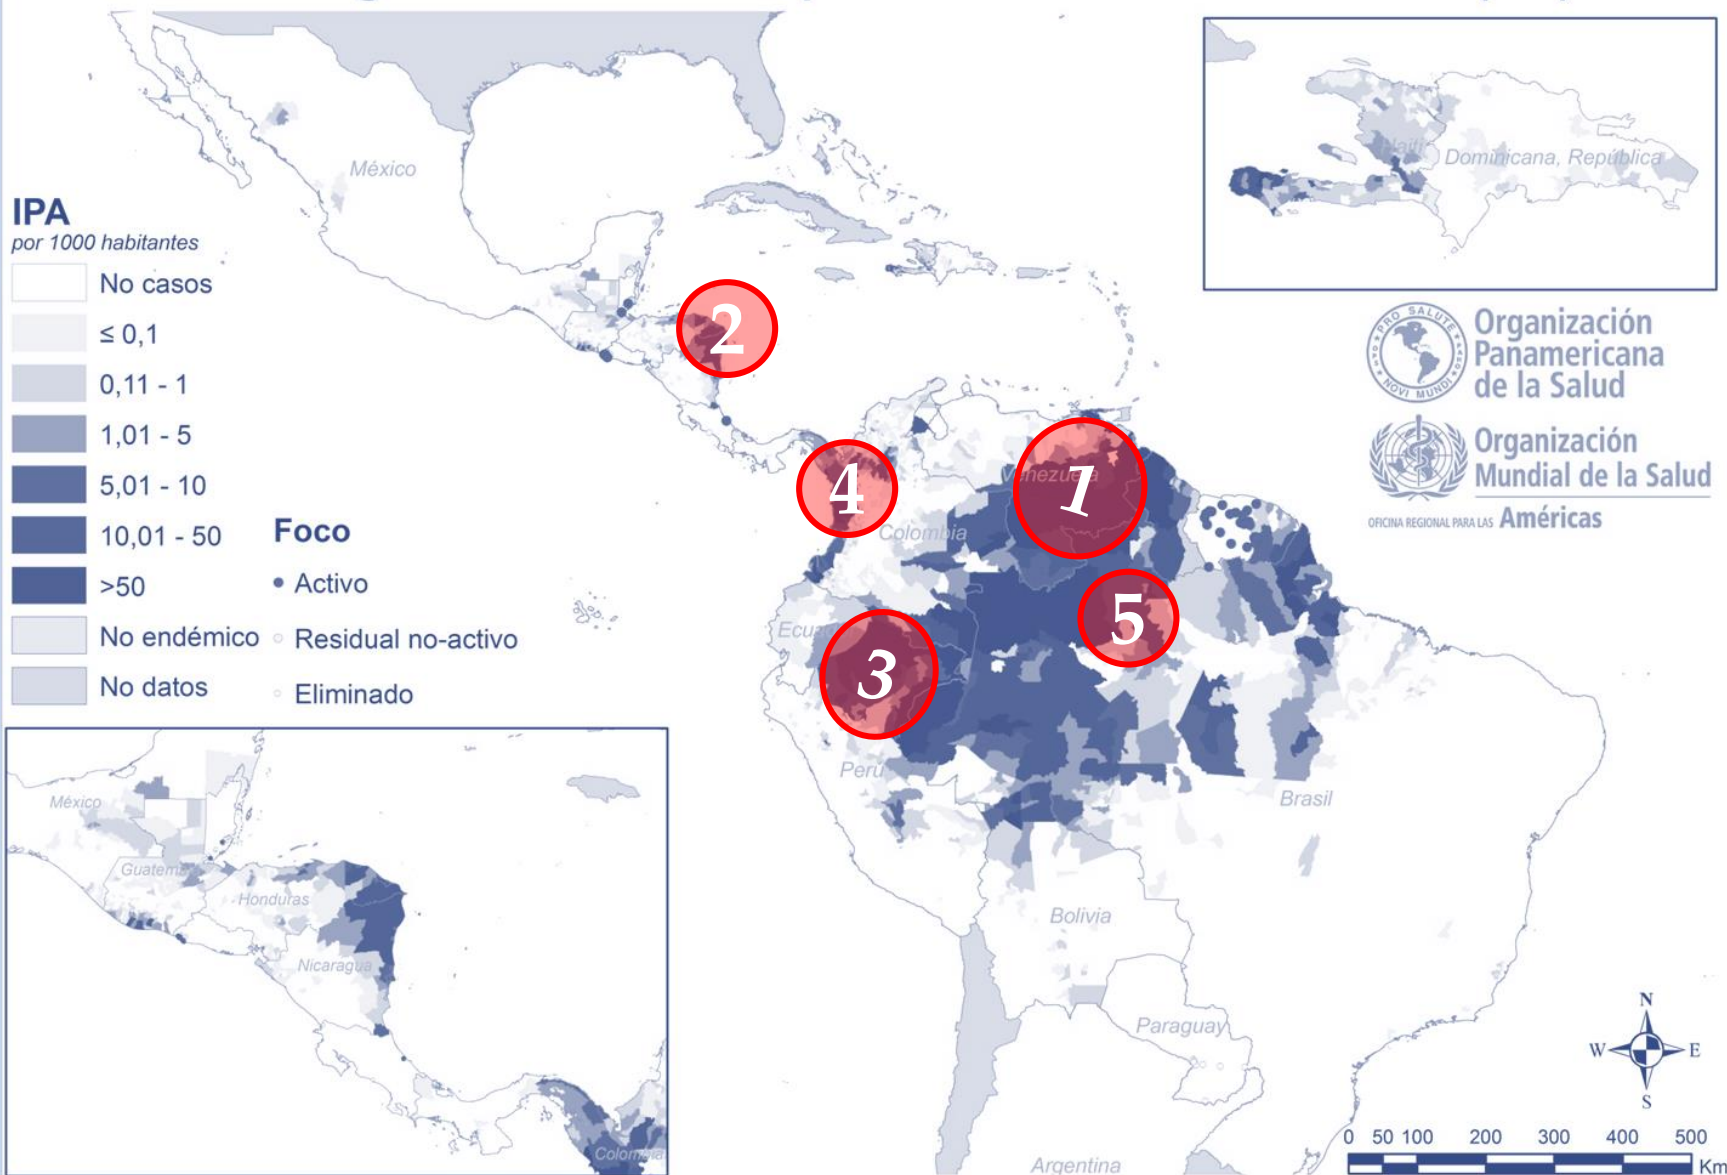 México
IPA
por 1000 habitantes
No casos
≤ 0,1
0,11 - 1
1,01 - 5
5,01 - 10
10,01 - 50
>50
No endémico
No datos
Foco
Activo
Residual no-activo
Eliminado
Haití
Dominicana, República
PRO SALUTE
NOVI MUNDI
Organización
Panamericana
de la Salud
Organización
Mundial de la Salud
OFICINA REGIONAL PARA LAS Américas
2
4
1
5
3
Venezuela
Colombia
Ecu
Perú
Brasil
Bolivia
Paraguay
Argentina
México
Guatem
Honduras
Nicaragua
Colombia
N
W
E
S
0 50 100 200 300 400 500
Km